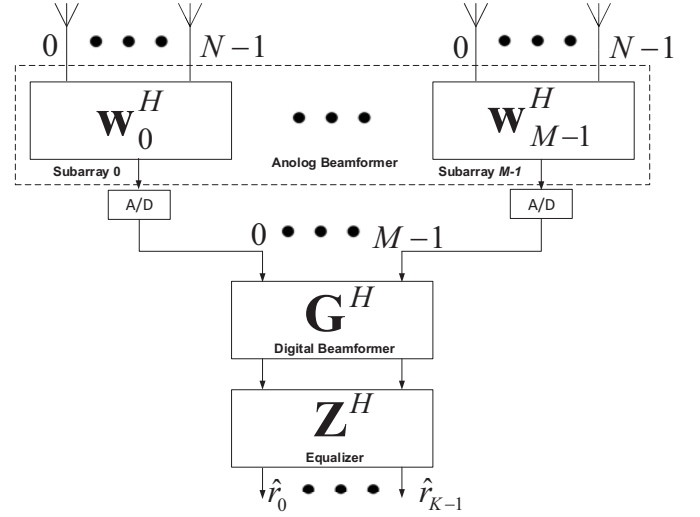 0 ● ● ● N−1 0 ● ● ● N−1
w_0^H ● ● ● w_{M−1}^H
Subarray 0 Anolog Beamformer Subarray M-1
A/D A/D
0 ● ● ● M−1
G^H
Digital Beamformer
Z^H
Equalizer
r̂_0 ● ● ● r̂_{K−1}